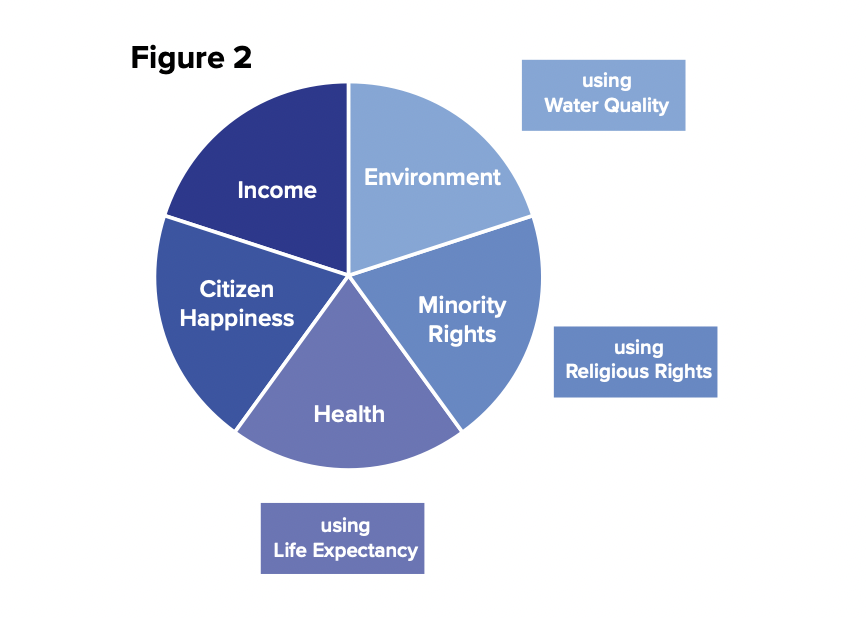 Figure 2
using
Water Quality
Environment
Income
Citizen
Happiness
Minority
Rights
using
Religious Rights
Health
using
Life Expectancy